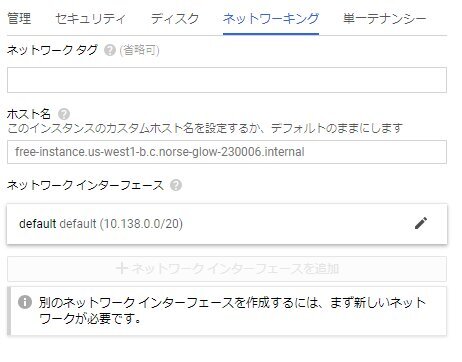 管理 セキュリティ ディスク ネットワーキング 単一テナンシー
ネットワーク タグ ? (省略可)
ホスト名 ?
このインスタンスのカスタムホスト名を設定するか、デフォルトのままにします
free-instance.us-west1-b.c.norse-glow-230006.internal
ネットワーク インターフェース ?
default default (10.138.0.0/20)
＋ネットワーク インターフェースを追加
別のネットワーク インターフェースを作成するには、まず新しいネット
ワークが必要です。